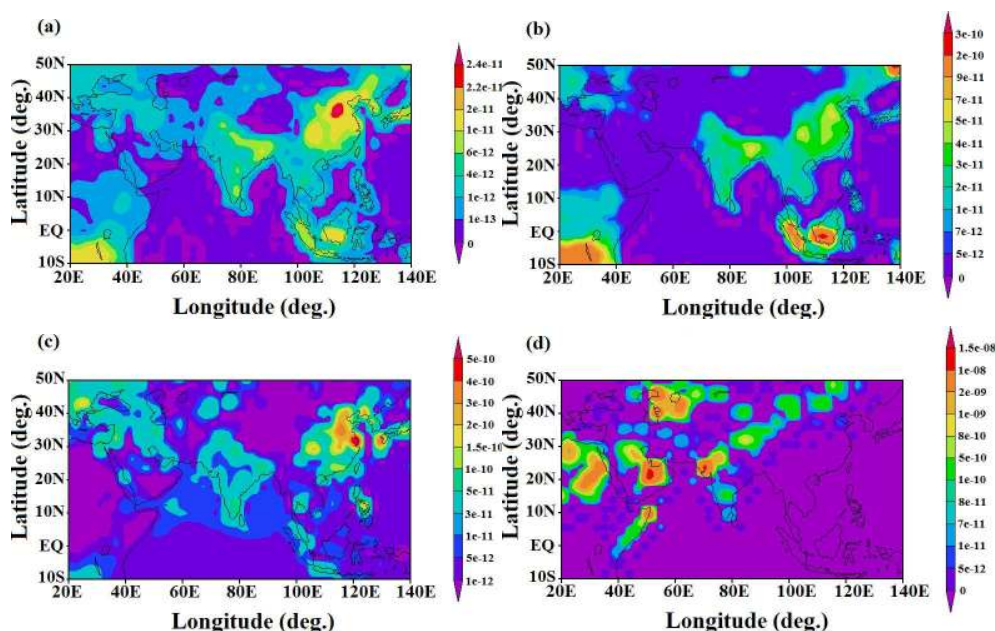 (a)
50N
40N
30N
20N
10N
EQ
10S
Latitude (deg.)
20E 40E 60E 80E 100E 120E 140E
Longitude (deg.)
2.4e-11
2.2e-11
2e-11
1e-11
6e-12
4e-12
1e-12
1e-13
0
(b)
50N
40N
30N
20N
10N
EQ
10S
Latitude (deg.)
20E 40E 60E 80E 100E 120E 140E
Longitude (deg.)
3e-10
2e-10
9e-11
7e-11
5e-11
4e-11
3e-11
2e-11
1e-11
7e-12
5e-12
0
(c)
50N
40N
30N
20N
10N
EQ
10S
Latitude (deg.)
20E 40E 60E 80E 100E 120E 140E
Longitude (deg.)
5e-10
4e-10
3e-10
2e-10
1.5e-10
1e-10
5e-11
3e-11
1e-11
5e-12
1e-12
(d)
50N
40N
30N
20N
10N
EQ
10S
Latitude (deg.)
20E 40E 60E 80E 100E 120E 140E
Longitude (deg.)
1.5e-08
1e-08
2e-09
1e-09
5e-10
8e-10
1e-10
8e-11
7e-11
1e-11
5e-12
0